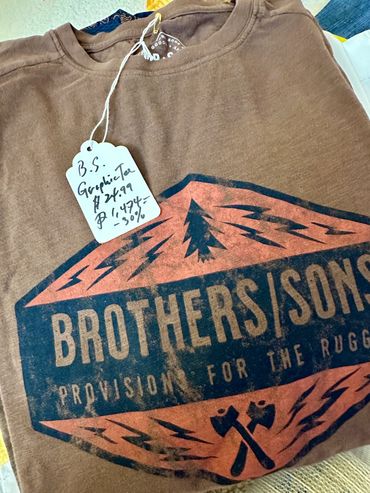 B.S.
Graphic Tee
$ 24.99
₱ 1,474-
- 30%
BROTHERS/SONS
PROVISIONS FOR THE RUGG